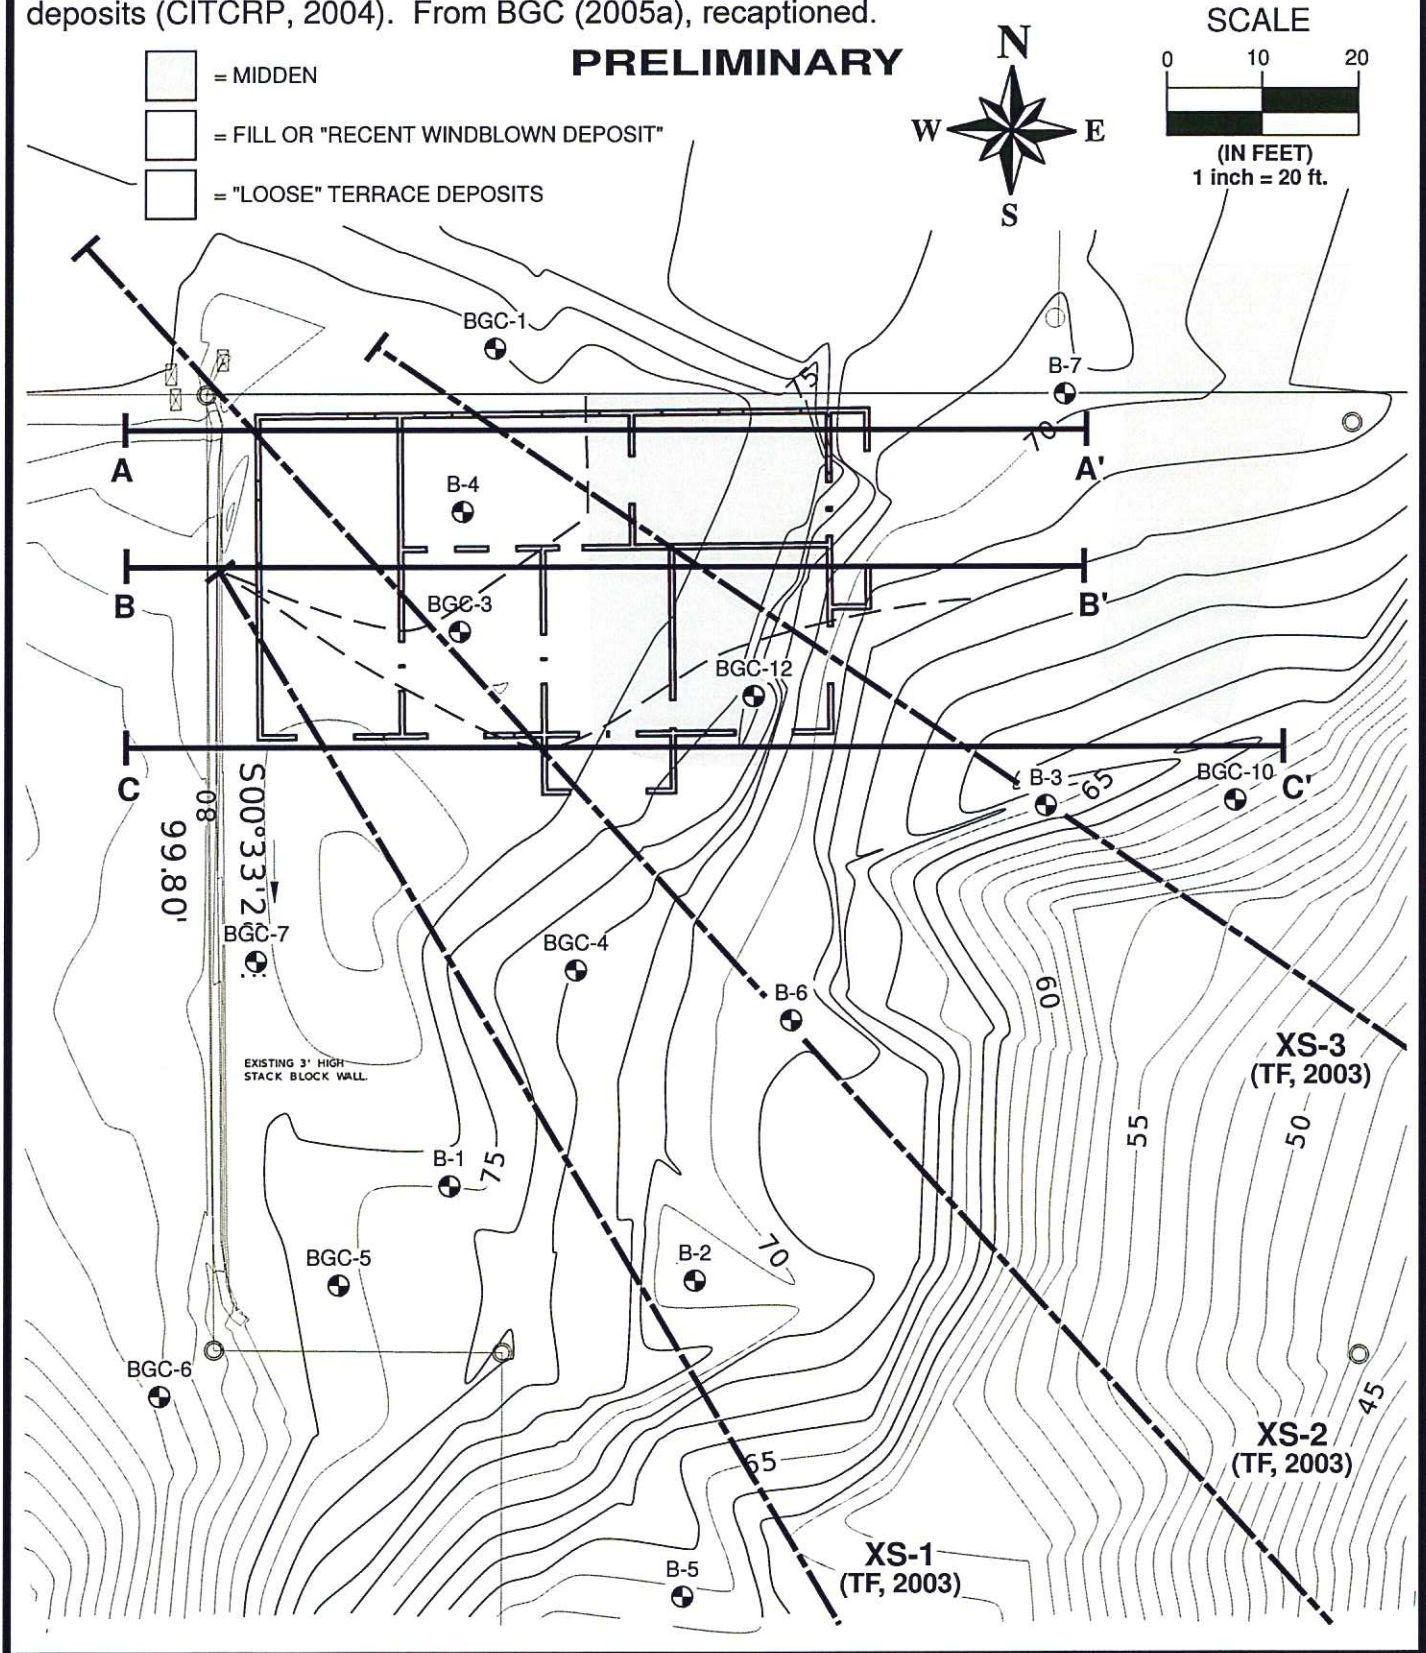 deposits (CITCRP, 2004). From BGC (2005a), recaptioned.
SCALE
PRELIMINARY
N
W
E
S
0 10 20
(IN FEET)
1 inch = 20 ft.
= MIDDEN
= FILL OR "RECENT WINDBLOWN DEPOSIT"
= "LOOSE" TERRACE DEPOSITS
BGC-1
B-7
75
70
A
A'
B-4
B
B'
BGC-3
BGC-12
C
C'
B-3
65
BGC-10
80
S00°33'2
99.80'
BGC-7
BGC-4
B-6
60
EXISTING 3' HIGH
STACK BLOCK WALL.
XS-3
(TF, 2003)
55
50
B-1
75
BGC-5
B-2
70
BGC-6
45
XS-2
(TF, 2003)
65
XS-1
(TF, 2003)
B-5